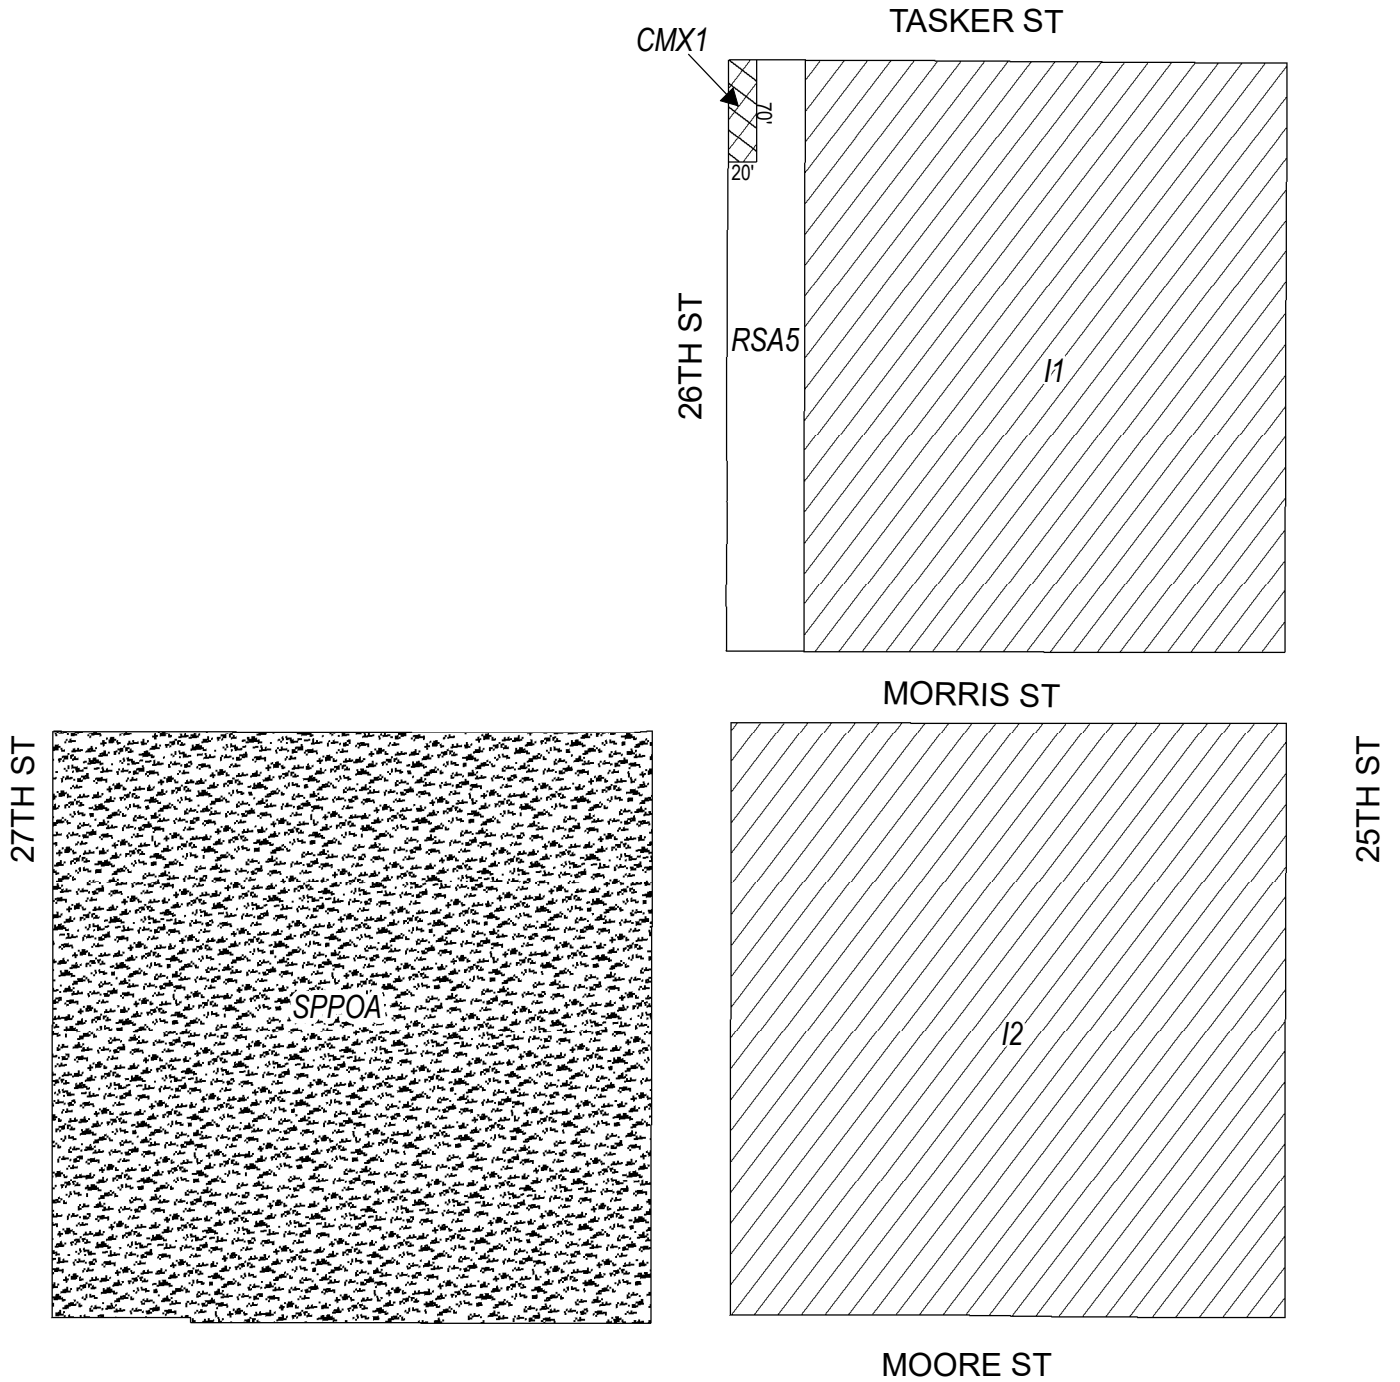 TASKER ST
CMX1
70'
20'
26TH ST
RSA5
I1
MORRIS ST
27TH ST
25TH ST
SPPOA
I2
MOORE ST